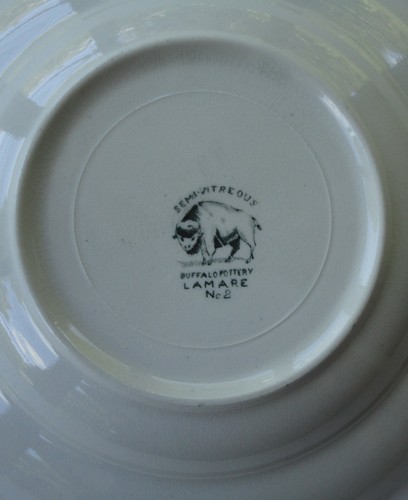 SEMI-VITREOUS
BUFFALO POTTERY
LAMARE
No 2